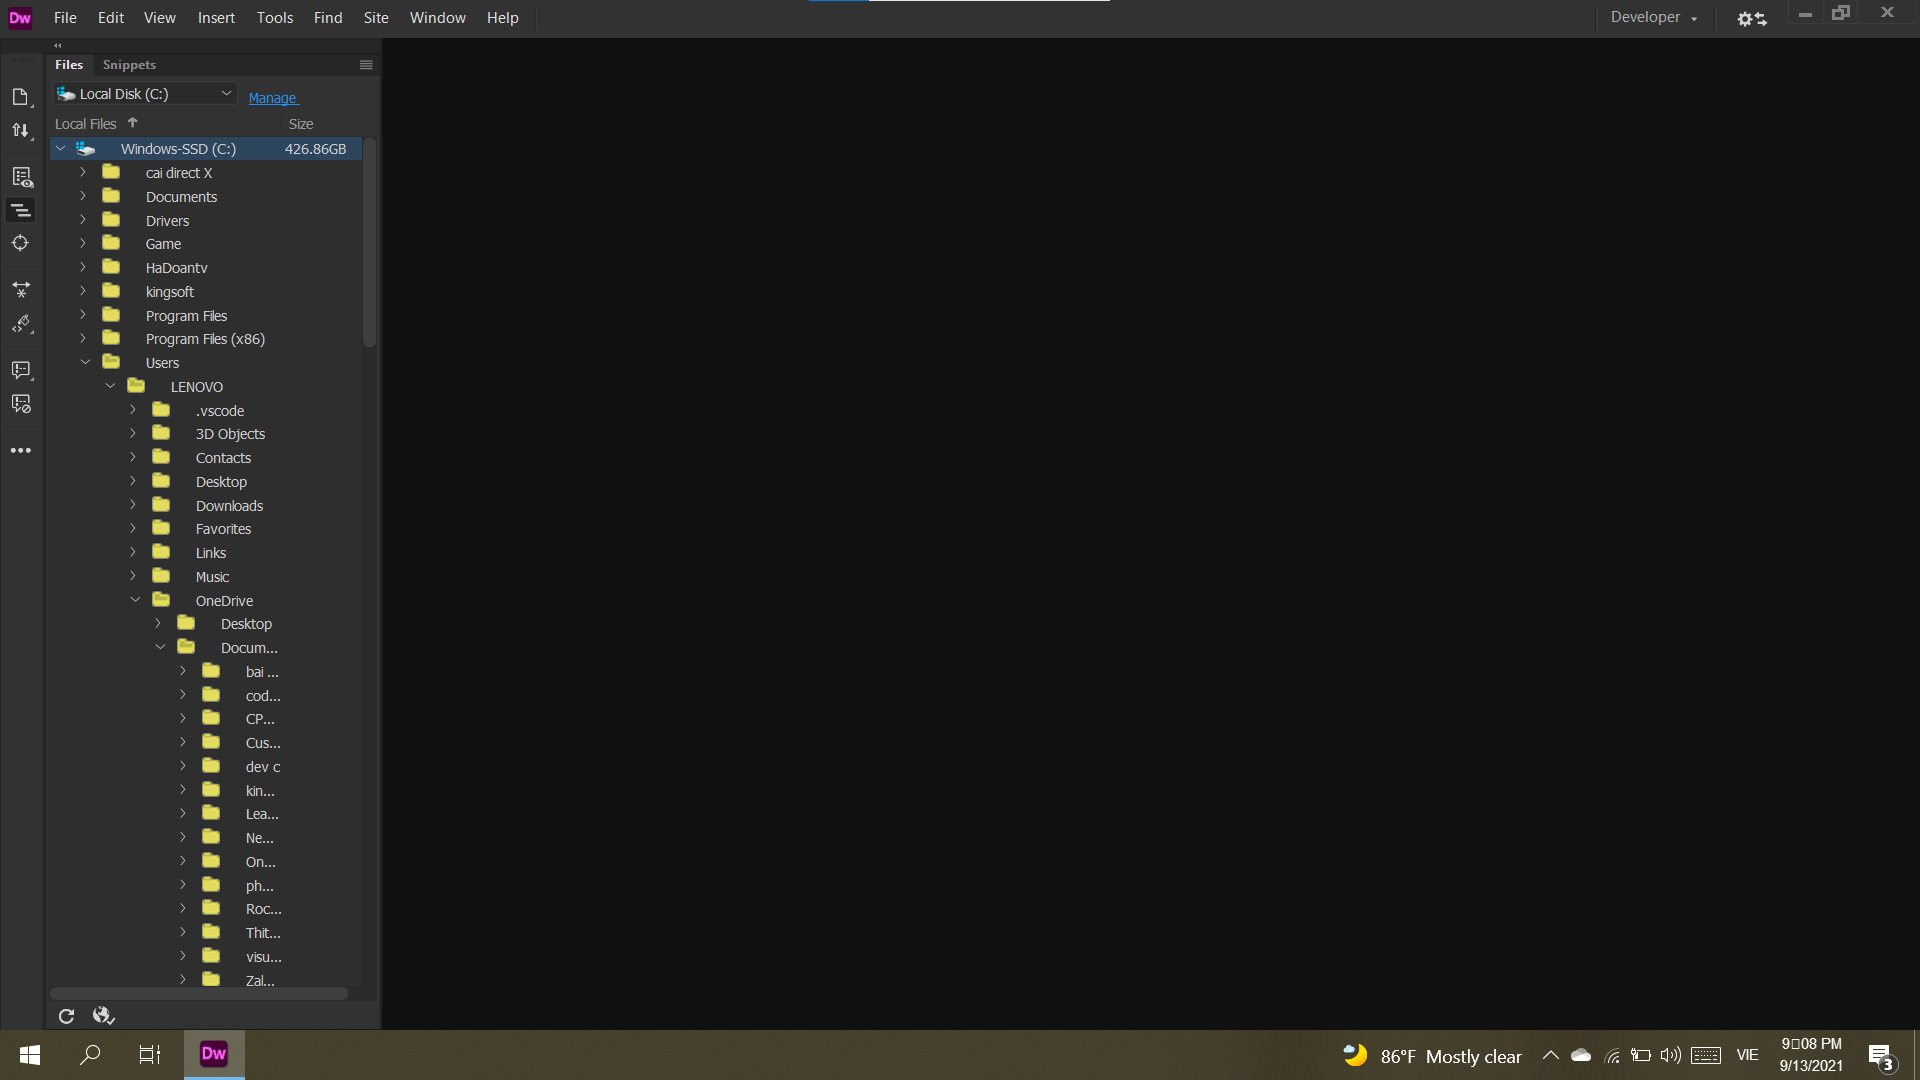 Dw File Edit View Insert Tools Find Site Window Help Developer
Files Snippets
Local Disk (C:) Manage
Local Files Size
Windows-SSD (C:) 426.86GB
cai direct X
Documents
Drivers
Game
HaDoantv
kingsoft
Program Files
Program Files (x86)
Users
LENOVO
.vscode
3D Objects
Contacts
Desktop
Downloads
Favorites
Links
Music
OneDrive
Desktop
Docum...
bai ...
cod...
CP...
Cus...
dev c
kin...
Lea...
Ne...
On...
ph...
Roc...
Thit...
visu...
Zal...
Dw 86°F Mostly clear VIE 9▯08 PM
9/13/2021
3